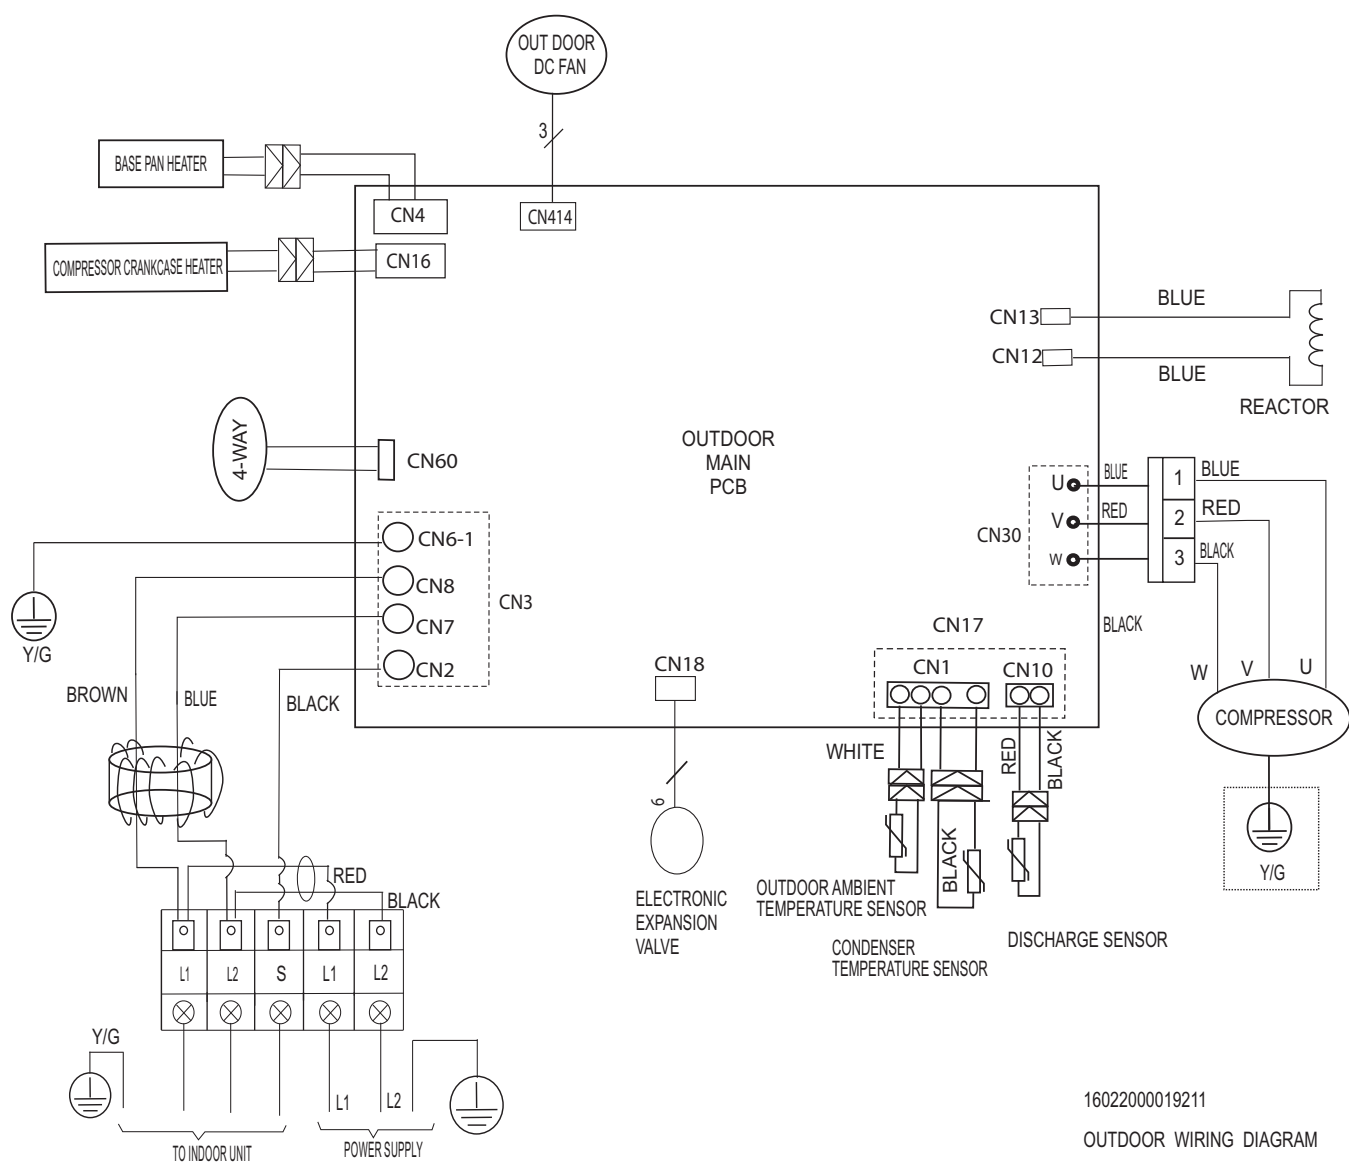 OUT DOOR
DC FAN
3
BASE PAN HEATER
CN4
CN414
COMPRESSOR CRANKCASE HEATER
CN16
BLUE
CN13
CN12
BLUE
REACTOR
4-WAY
CN60
OUTDOOR
MAIN
PCB
U
V
W
CN30
BLUE
RED
BLACK
1
2
3
BLUE
RED
BLACK
CN6-1
CN8
CN7
CN2
CN3
Y/G
BROWN
BLUE
BLACK
CN18
6
ELECTRONIC
EXPANSION
VALVE
CN17
CN1
CN10
WHITE
BLACK
RED
BLACK
OUTDOOR AMBIENT
TEMPERATURE SENSOR
CONDENSER
TEMPERATURE SENSOR
DISCHARGE SENSOR
W
V
U
COMPRESSOR
Y/G
RED
BLACK
L1
L2
S
L1
L2
Y/G
L1
L2
TO INDOOR UNIT
POWER SUPPLY
16022000019211
OUTDOOR WIRING DIAGRAM